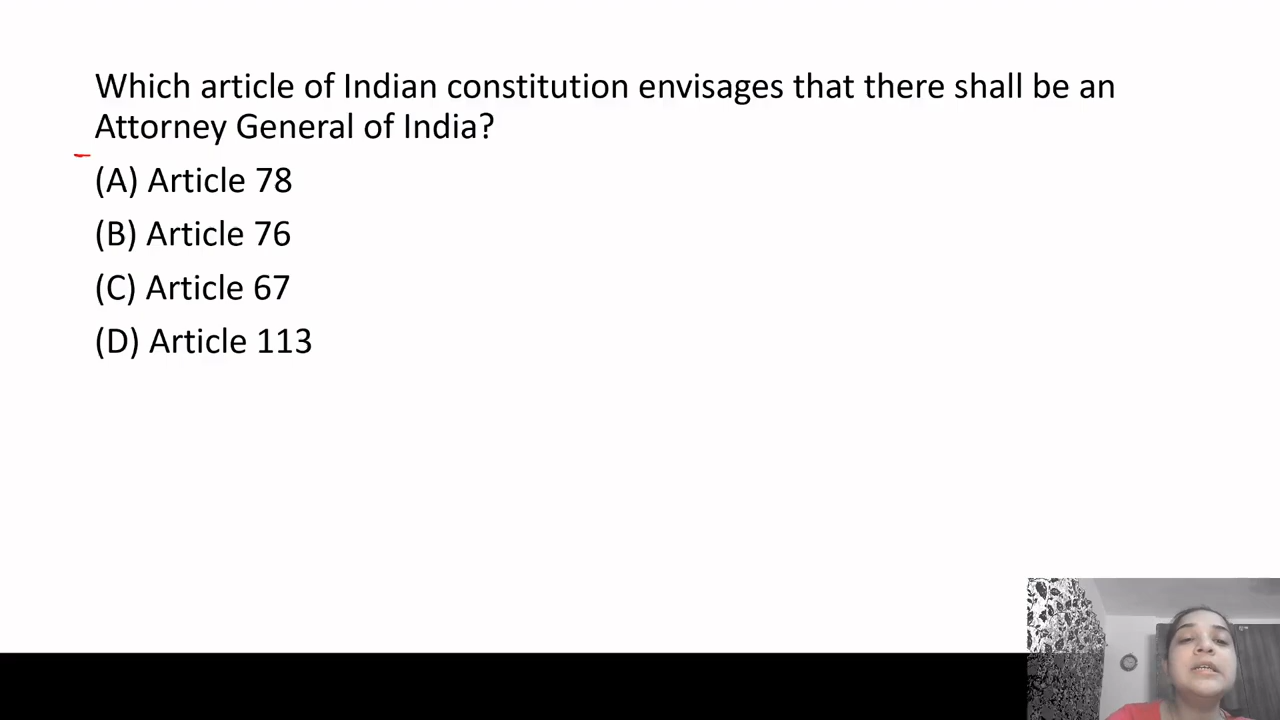 Which article of Indian constitution envisages that there shall be an
Attorney General of India?
(A) Article 78
(B) Article 76
(C) Article 67
(D) Article 113